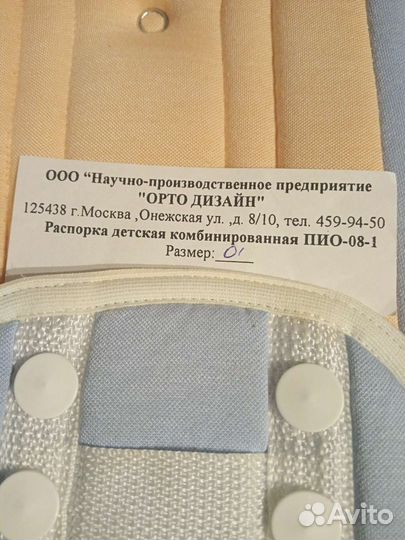 ООО “Научно-производственное предприятие
"ОРТО ДИЗАЙН"
125438 г.Москва ,Онежская ул. ,д. 8/10, тел. 459-94-50
Распорка детская комбинированная ПИО-08-1
Размер: 01
Avito